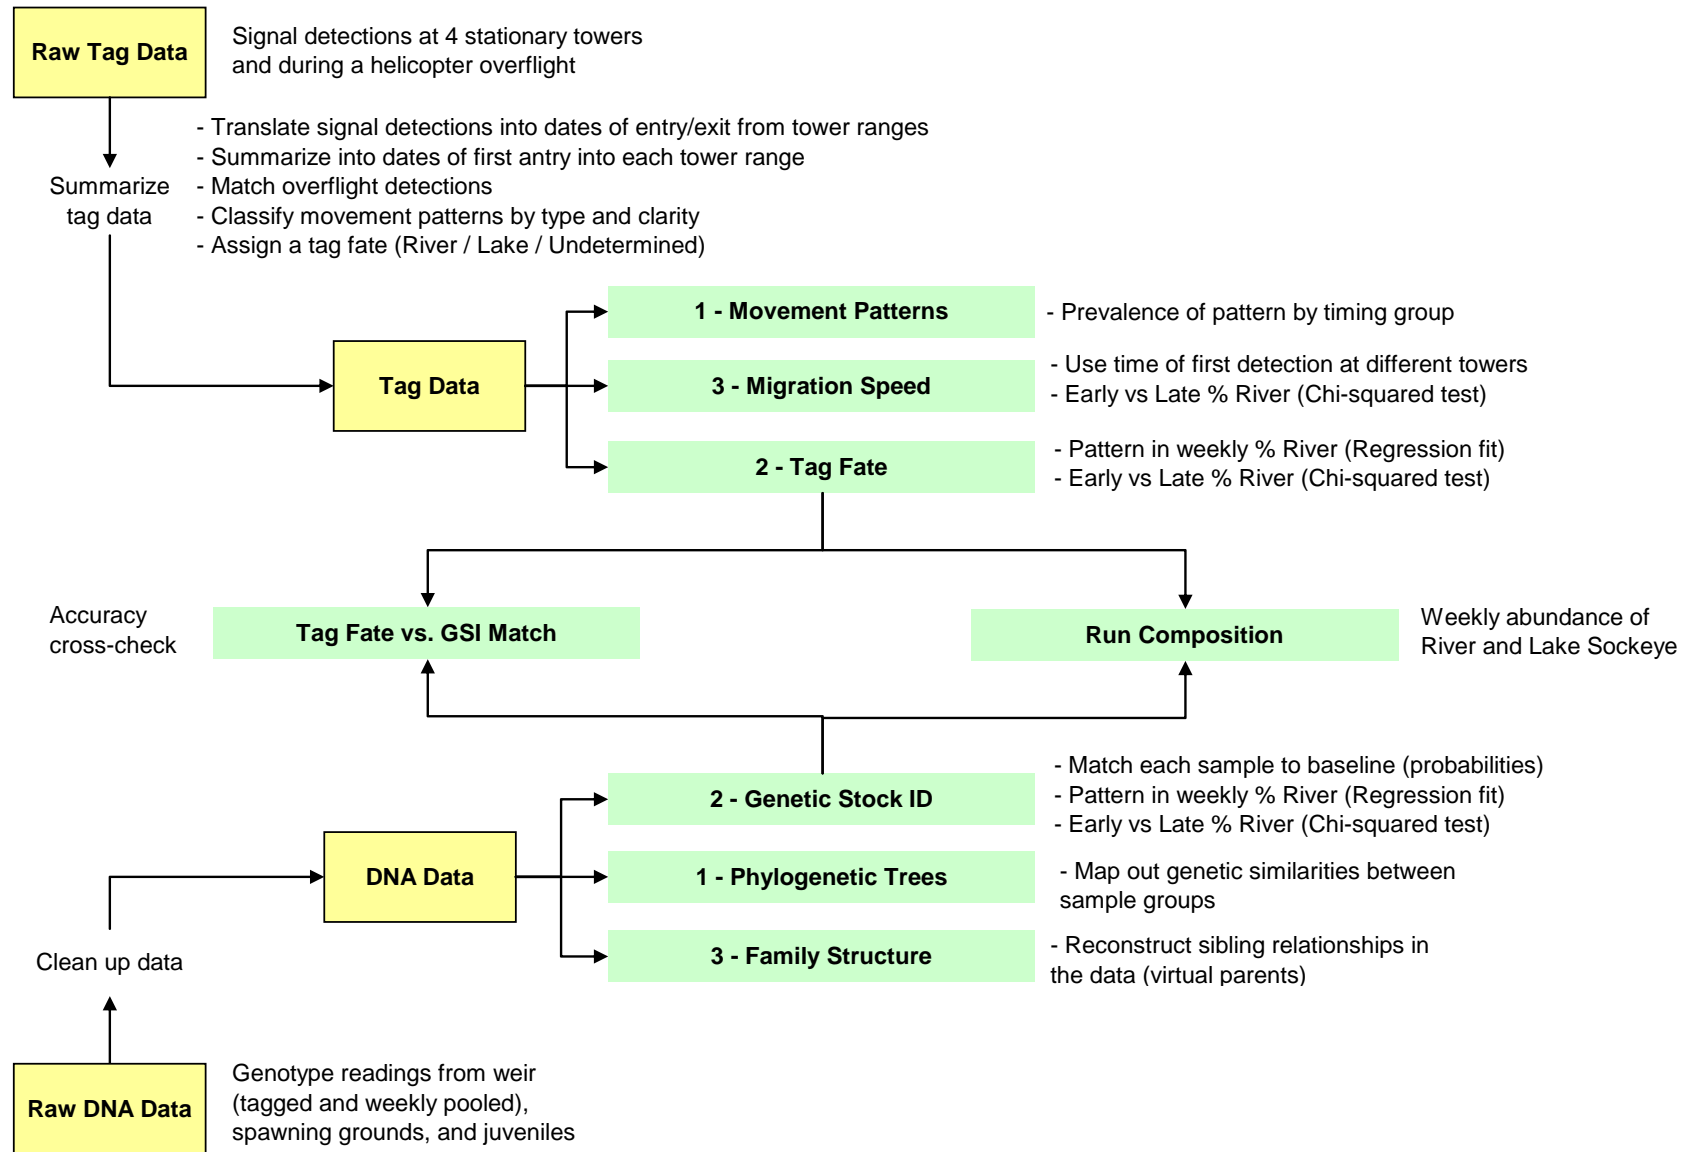 Raw Tag Data
Signal detections at 4 stationary towers
and during a helicopter overflight
- Translate signal detections into dates of entry/exit from tower ranges
- Summarize into dates of first antry into each tower range
- Match overflight detections
- Classify movement patterns by type and clarity
- Assign a tag fate (River / Lake / Undetermined)
Summarize
tag data
Tag Data
1 - Movement Patterns
- Prevalence of pattern by timing group
3 - Migration Speed
- Use time of first detection at different towers
- Early vs Late % River (Chi-squared test)
2 - Tag Fate
- Pattern in weekly % River (Regression fit)
- Early vs Late % River (Chi-squared test)
Accuracy
cross-check
Tag Fate vs. GSI Match
Run Composition
Weekly abundance of
River and Lake Sockeye
2 - Genetic Stock ID
- Match each sample to baseline (probabilities)
- Pattern in weekly % River (Regression fit)
- Early vs Late % River (Chi-squared test)
DNA Data
1 - Phylogenetic Trees
- Map out genetic similarities between
sample groups
3 - Family Structure
- Reconstruct sibling relationships in
the data (virtual parents)
Clean up data
Raw DNA Data
Genotype readings from weir
(tagged and weekly pooled),
spawning grounds, and juveniles